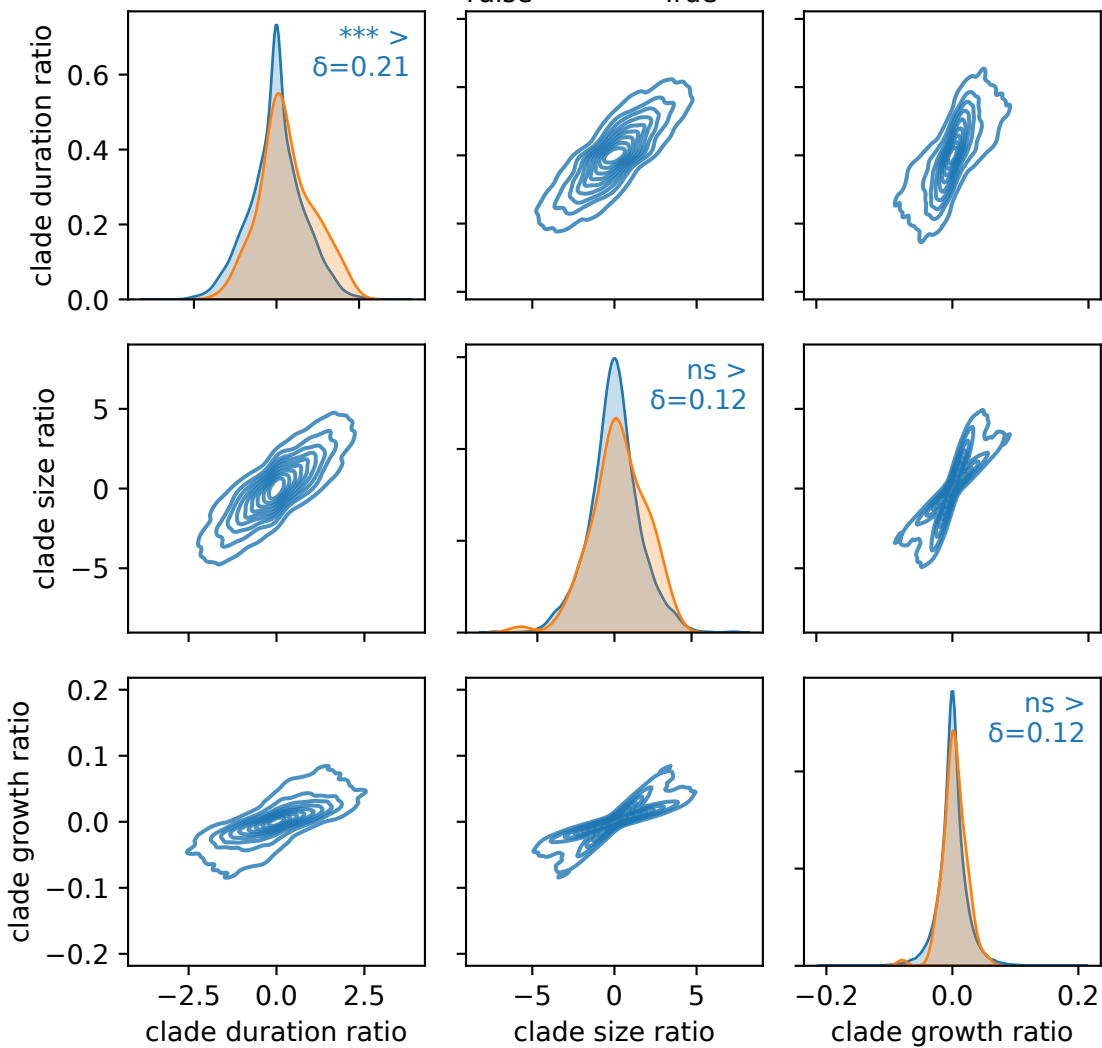 clade duration ratio
0.6
0.4
0.2
0.0
*** >
δ=0.21
clade size ratio
5
0
−5
ns >
δ=0.12
clade growth ratio
0.2
0.1
0.0
−0.1
−0.2
ns >
δ=0.12
−2.5 0.0 2.5
clade duration ratio
−5 0 5
clade size ratio
−0.2 0.0 0.2
clade growth ratio